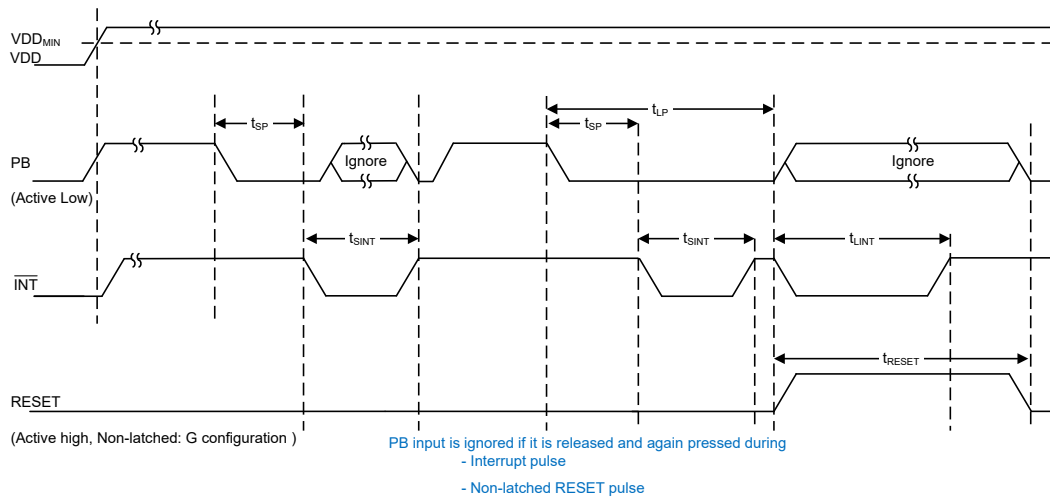 VDDMIN
VDD
tLP
tSP
tSP
PB
Ignore
Ignore
(Active Low)
tSINT
tSINT
tLINT
INT
tRESET
RESET
(Active high, Non-latched: G configuration )
PB input is ignored if it is released and again pressed during
- Interrupt pulse
- Non-latched RESET pulse